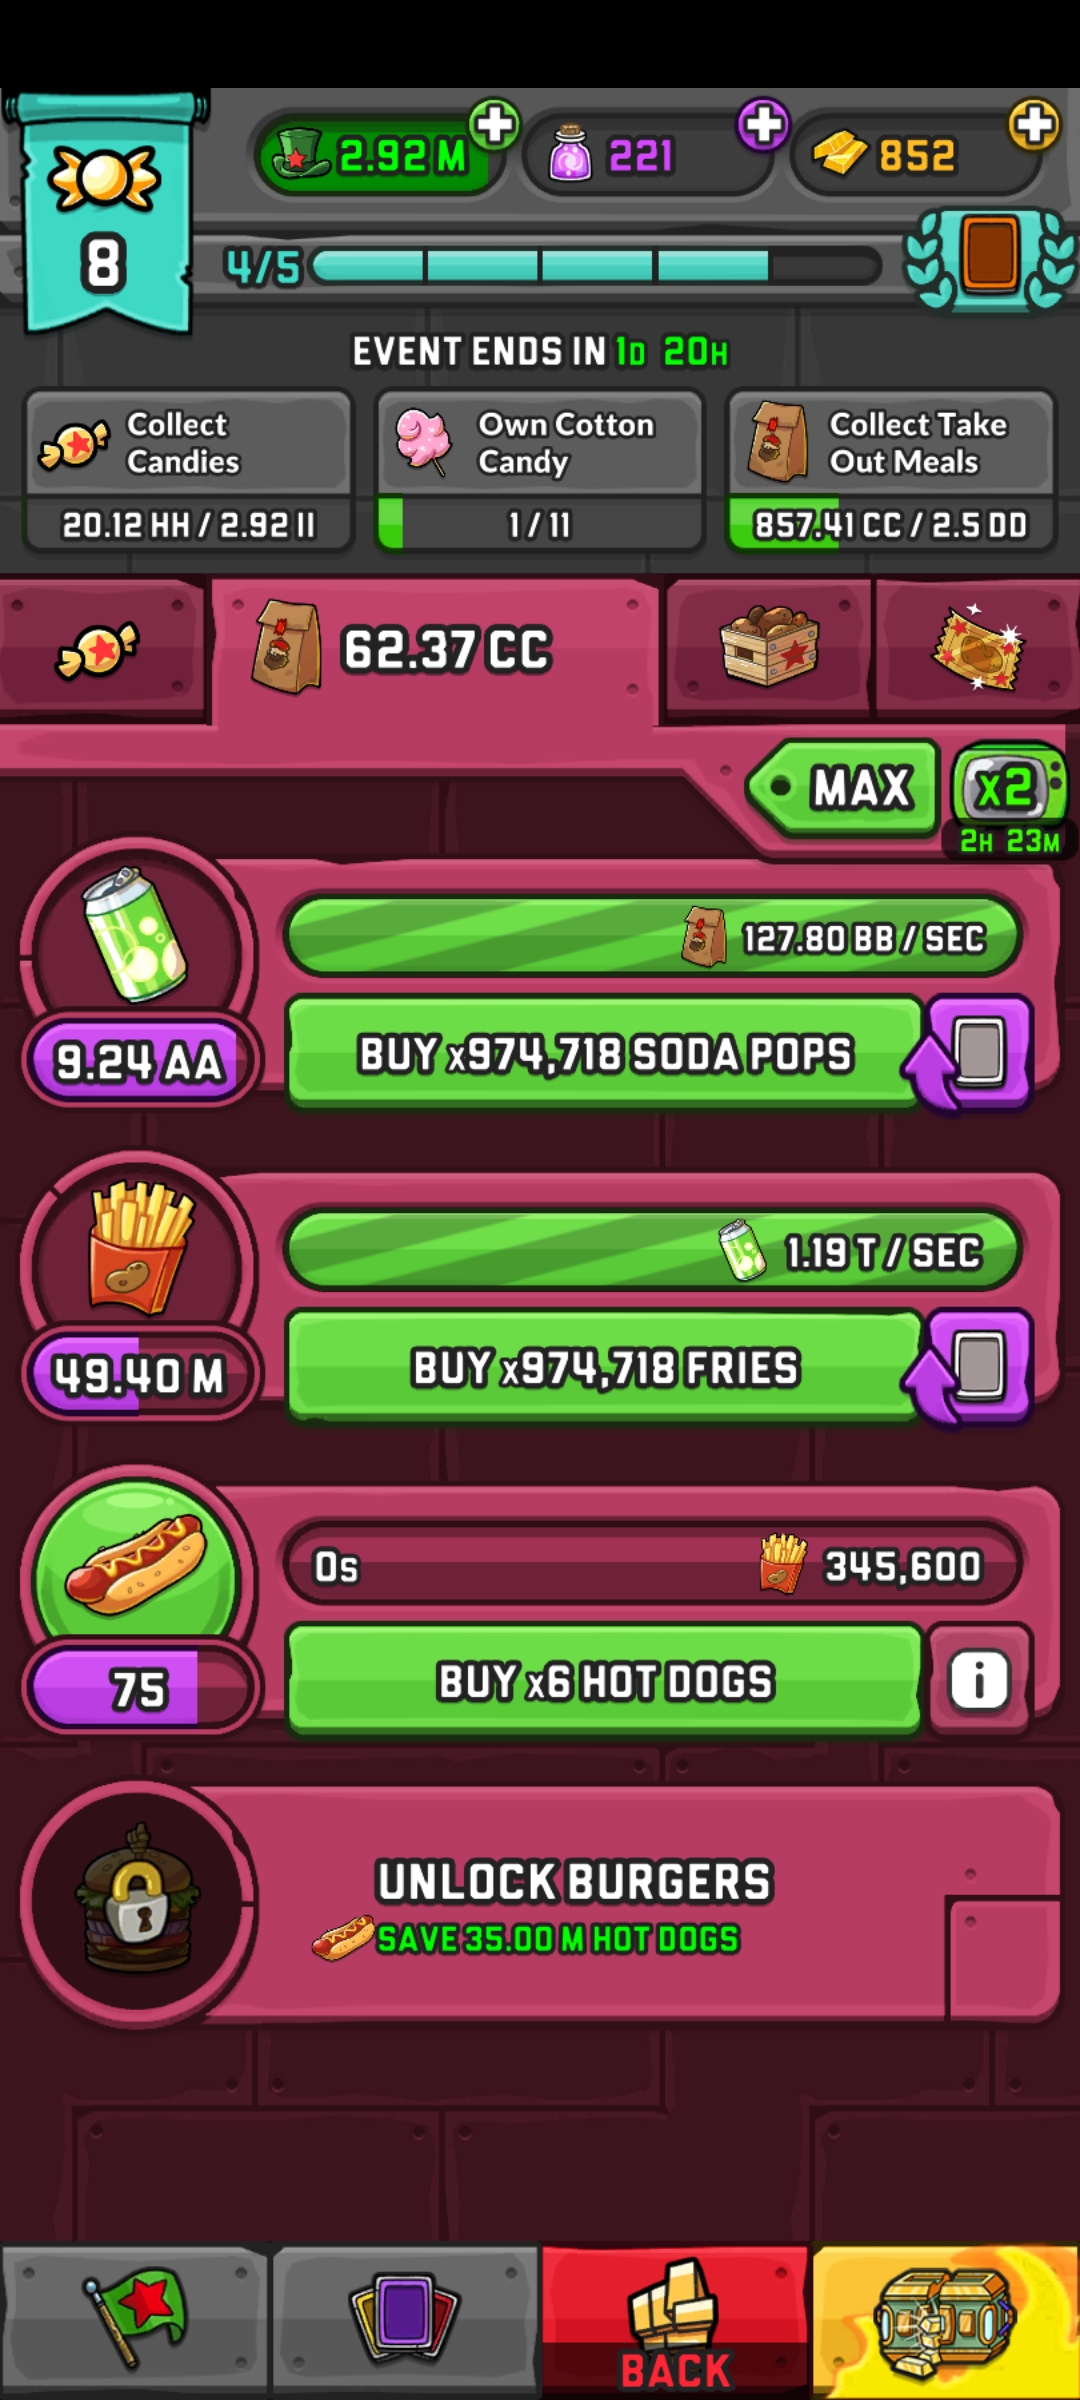 2.92 M
221
852
8
4/5
EVENT ENDS IN 1D 20H
Collect
Candies
20.12 HH / 2.92 II
Own Cotton
Candy
1 / 11
Collect Take
Out Meals
857.41 CC / 2.5 DD
62.37 CC
MAX
x2
2H 23M
127.80 BB / SEC
9.24 AA
BUY x974,718 SODA POPS
1.19 T / SEC
49.40 M
BUY x974,718 FRIES
0s
345,600
75
BUY x6 HOT DOGS
i
UNLOCK BURGERS
SAVE 35.00 M HOT DOGS
BACK